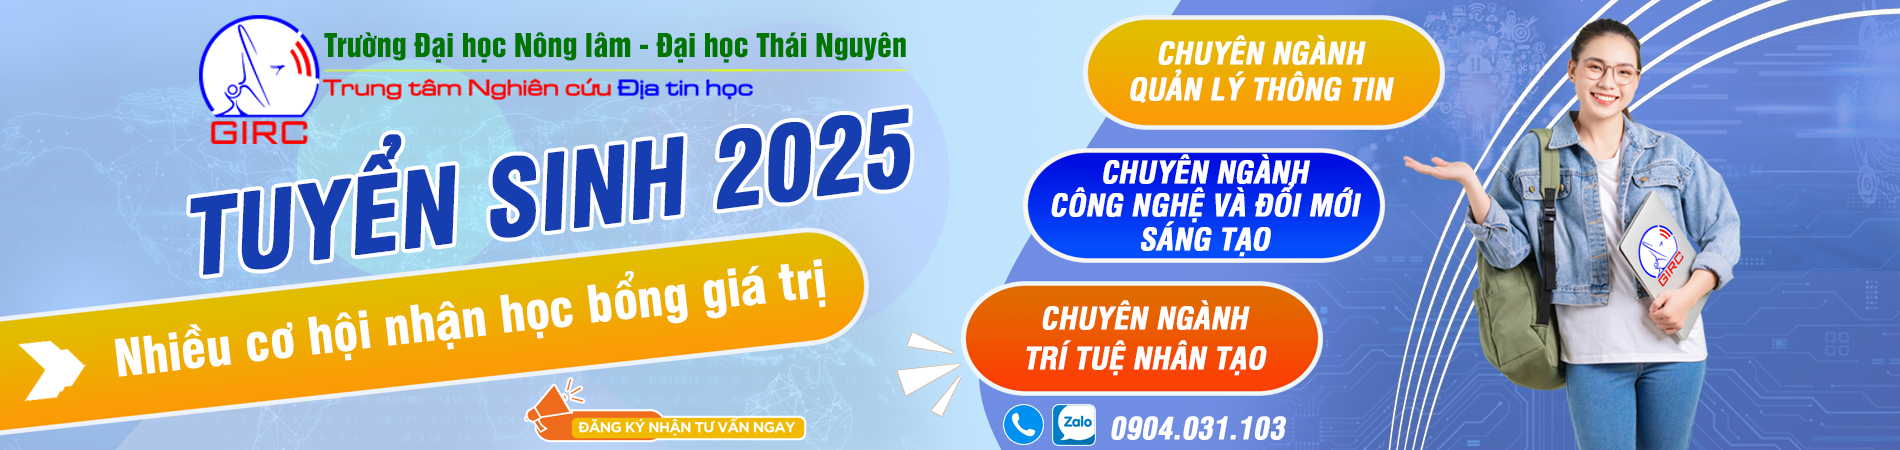 GIRC
Trường Đại học Nông lâm - Đại học Thái Nguyên
Trung tâm Nghiên cứu Địa tin học
TUYỂN SINH 2025
Nhiều cơ hội nhận học bổng giá trị
ĐĂNG KÝ NHẬN TƯ VẤN NGAY
CHUYÊN NGÀNH
QUẢN LÝ THÔNG TIN
CHUYÊN NGÀNH
CÔNG NGHỆ VÀ ĐỔI MỚI
SÁNG TẠO
CHUYÊN NGÀNH
TRÍ TUỆ NHÂN TẠO
Zalo
0904.031.103
GIRC